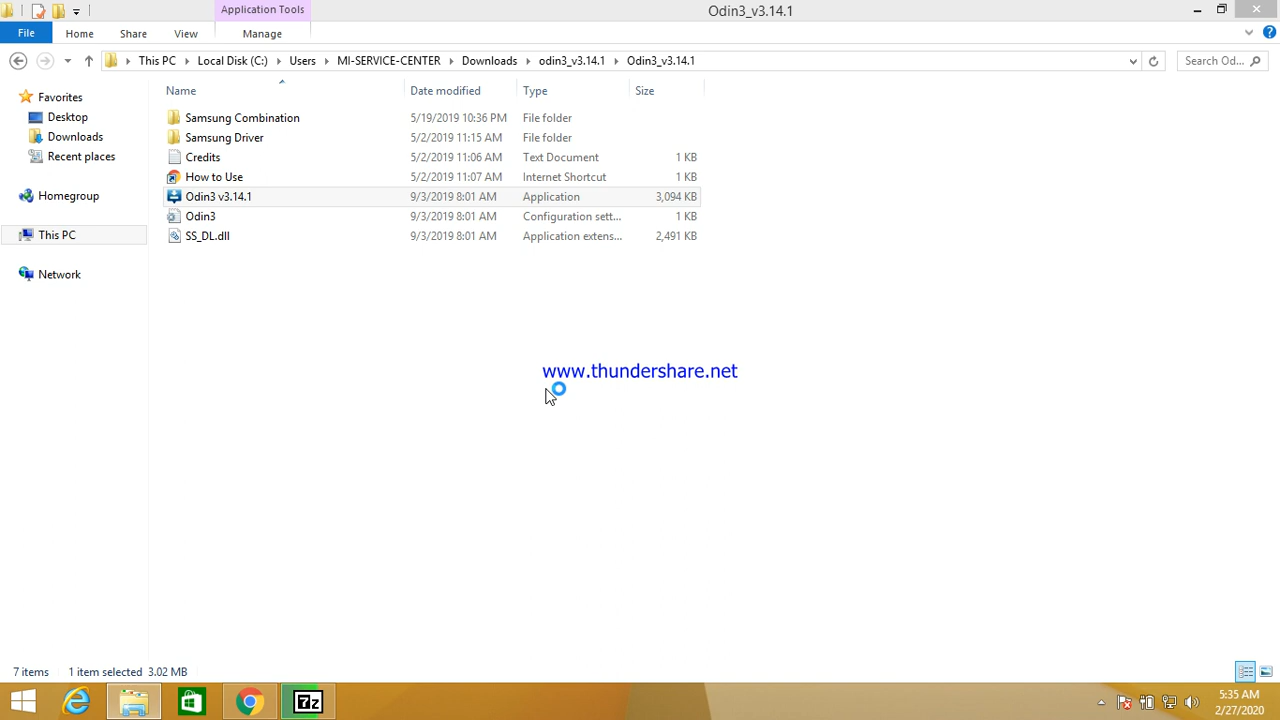 Application Tools
Odin3_v3.14.1
File Home Share View Manage
This PC Local Disk (C:) Users MI-SERVICE-CENTER Downloads odin3_v3.14.1 Odin3_v3.14.1
Search Od...
Name Date modified Type Size
Favorites
Desktop
Downloads
Recent places
Homegroup
This PC
Network
Samsung Combination 5/19/2019 10:36 PM File folder
Samsung Driver 5/2/2019 11:15 AM File folder
Credits 5/2/2019 11:06 AM Text Document 1 KB
How to Use 5/2/2019 11:07 AM Internet Shortcut 1 KB
Odin3 v3.14.1 9/3/2019 8:01 AM Application 3,094 KB
Odin3 9/3/2019 8:01 AM Configuration sett... 1 KB
SS_DL.dll 9/3/2019 8:01 AM Application extens... 2,491 KB
www.thundershare.net
7 items 1 item selected 3.02 MB
7z
5:35 AM
2/27/2020